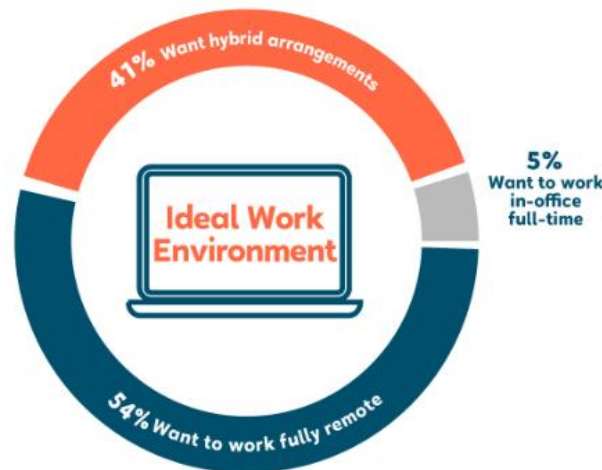 41% Want hybrid arrangements
5%
Want to work
in-office
full-time
Ideal Work
Environment
54% Want to work fully remote